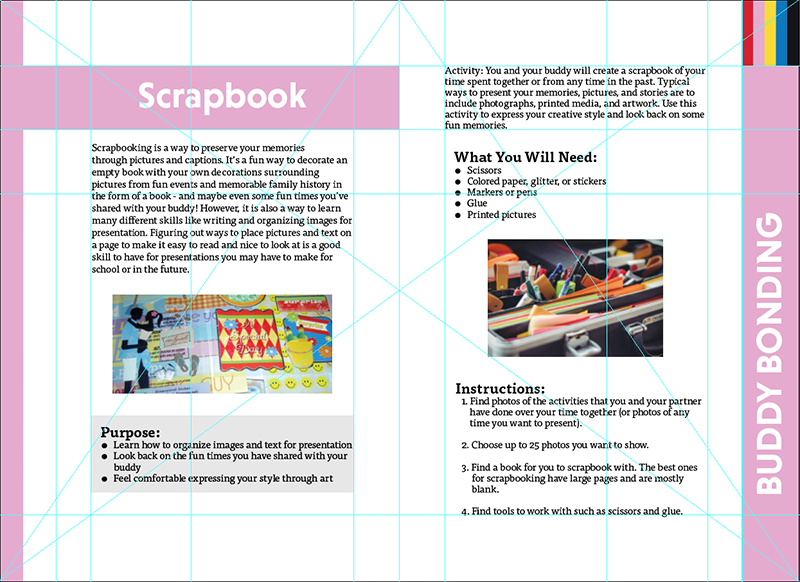 Scrapbook
Scrapbooking is a way to preserve your memories
through pictures and captions. It's a fun way to decorate an
empty book with your own decorations surrounding
pictures from fun events and memorable family history in
the form of a book - and maybe even some fun times you've
shared with your buddy! However, it is also a way to learn
many different skills like writing and organizing images for
presentation. Figuring out ways to place pictures and text on
a page to make it easy to read and nice to look at is a good
skill to have for presentations you may have to make for
school or in the future.
Purpose:
● Learn how to organize images and text for presentation
● Look back on the fun times you have shared with your
buddy
● Feel comfortable expressing your style through art
Activity: You and your buddy will create a scrapbook of your
time spent together or from any time in the past. Typical
ways to present your memories, pictures, and stories are to
include photographs, printed media, and artwork. Use this
activity to express your creative style and look back on some
fun memories.
What You Will Need:
● Scissors
● Colored paper, glitter, or stickers
● Markers or pens
● Glue
● Printed pictures
Instructions:
1. Find photos of the activities that you and your partner
have done over your time together (or photos of any
time you want to present).
2. Choose up to 25 photos you want to show.
3. Find a book for you to scrapbook with. The best ones
for scrapbooking have large pages and are mostly
blank.
4. Find tools to work with such as scissors and glue.
BUDDY BONDING